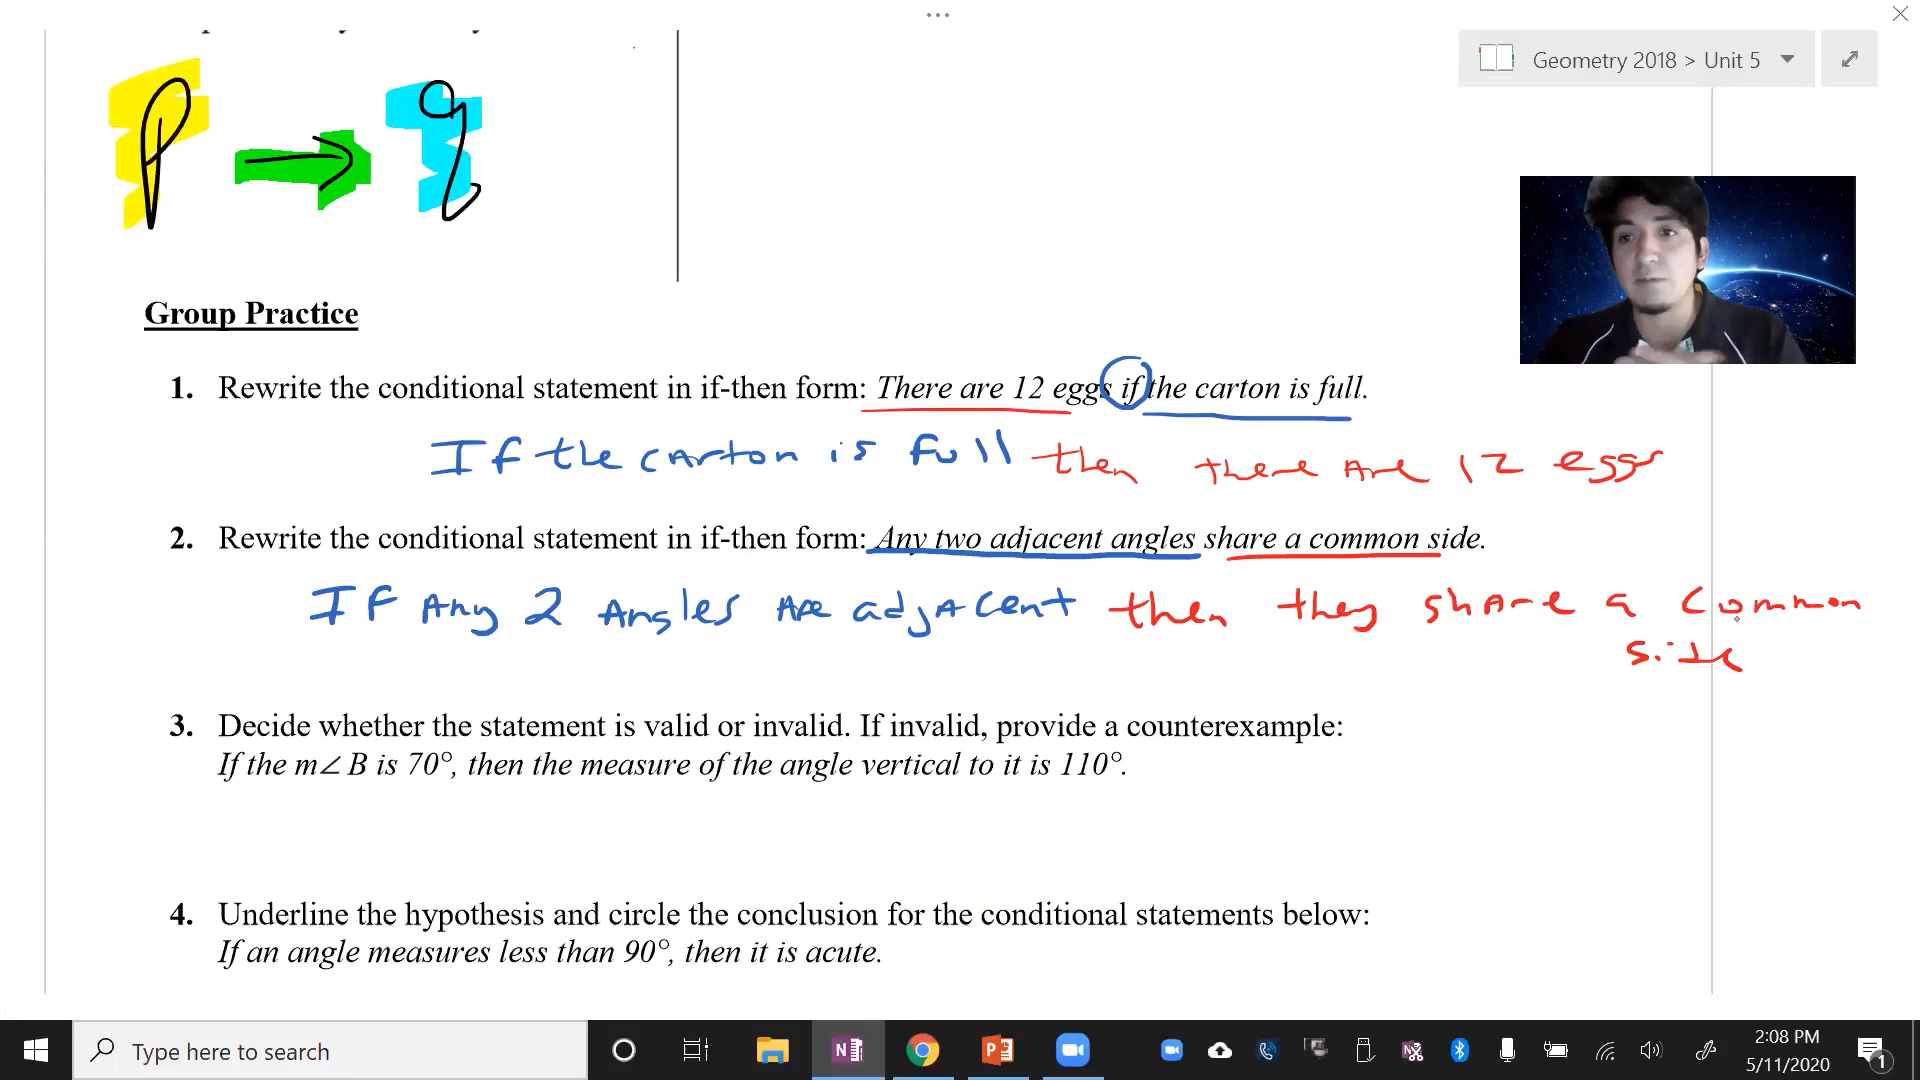 Geometry 2018 > Unit 5
p → q
Group Practice
1. Rewrite the conditional statement in if-then form: There are 12 eggs if the carton is full.
If the carton is full then there are 12 eggs
2. Rewrite the conditional statement in if-then form: Any two adjacent angles share a common side.
If Any 2 Angles Are adjacent then they share a common
side
3. Decide whether the statement is valid or invalid. If invalid, provide a counterexample:
If the m∠ B is 70°, then the measure of the angle vertical to it is 110°.
4. Underline the hypothesis and circle the conclusion for the conditional statements below:
If an angle measures less than 90°, then it is acute.
Type here to search
2:08 PM
5/11/2020
1